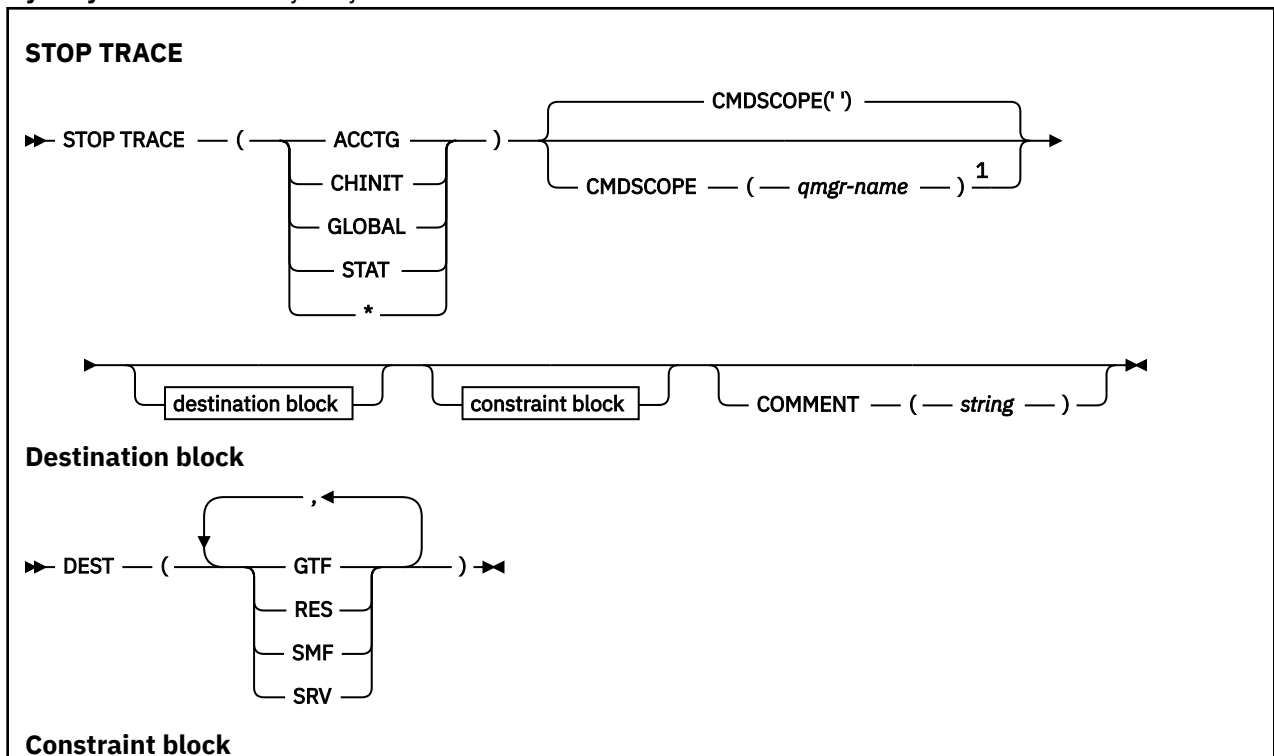 STOP TRACE
CMDSCOPE(' ')
STOP TRACE ( ACCTG )
CHINIT
GLOBAL
STAT
*
CMDSCOPE ( qmgr-name ) 1
destination block
constraint block
COMMENT ( string )
Destination block
,
DEST ( GTF )
RES
SMF
SRV
Constraint block